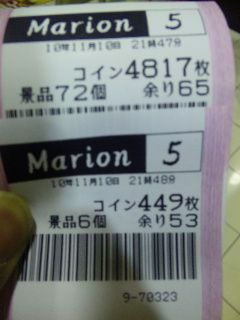 Marion 5
10年11月10日 21時47分
コイン4817枚
景品72個 余り65
Marion 5
10年11月10日 21時48分
コイン449枚
景品6個 余り53
9-70323